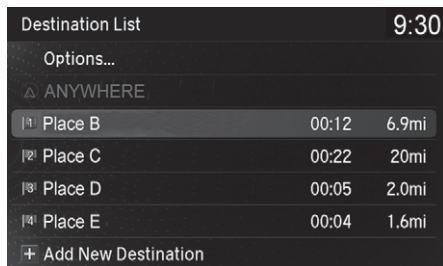 Destination List 9:30
Options...
ANYWHERE
1 Place B 00:12 6.9mi
2 Place C 00:22 20mi
3 Place D 00:05 2.0mi
4 Place E 00:04 1.6mi
+ Add New Destination